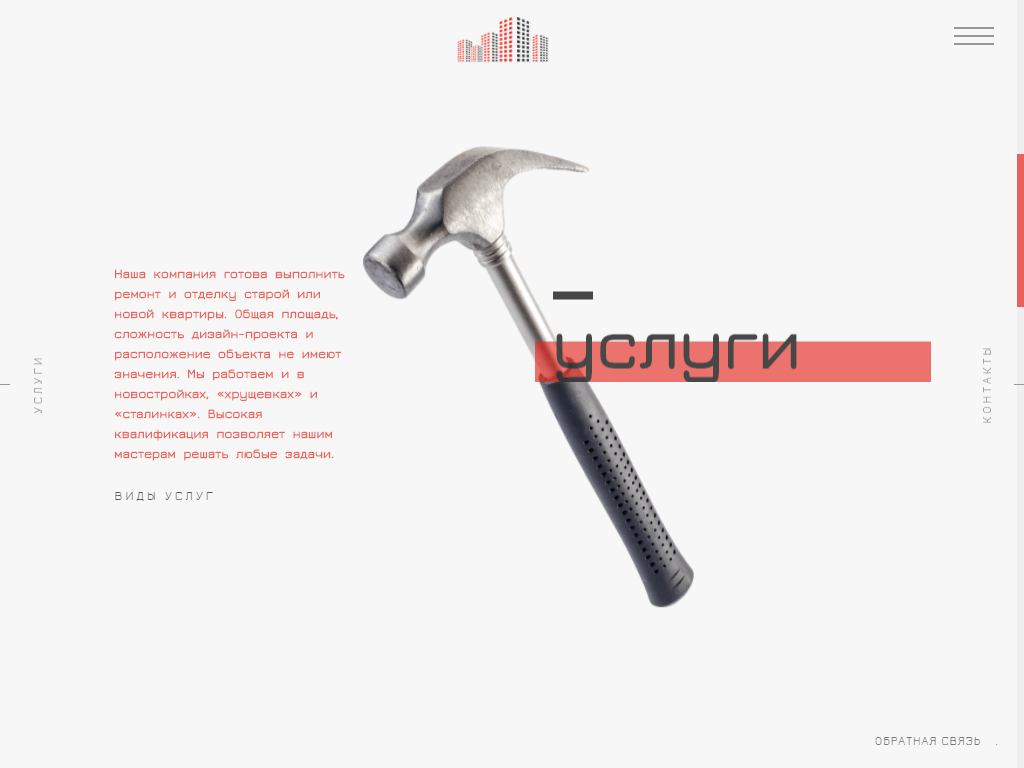 Наша компания готова выполнить
ремонт и отделку старой или
новой квартиры. Общая площадь,
сложность дизайн-проекта и
расположение объекта не имеют
значения. Мы работаем и в
новостройках, «хрущевках» и
«сталинках». Высокая
квалификация позволяет нашим
мастерам решать любые задачи.
ВИДЫ УСЛУГ
услуги
УСЛУГИ
КОНТАКТЫ
ОБРАТНАЯ СВЯЗЬ .